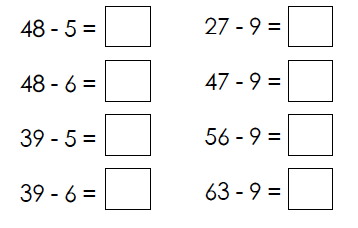 48 - 5 =
48 - 6 =
39 - 5 =
39 - 6 =
27 - 9 =
47 - 9 =
56 - 9 =
63 - 9 =